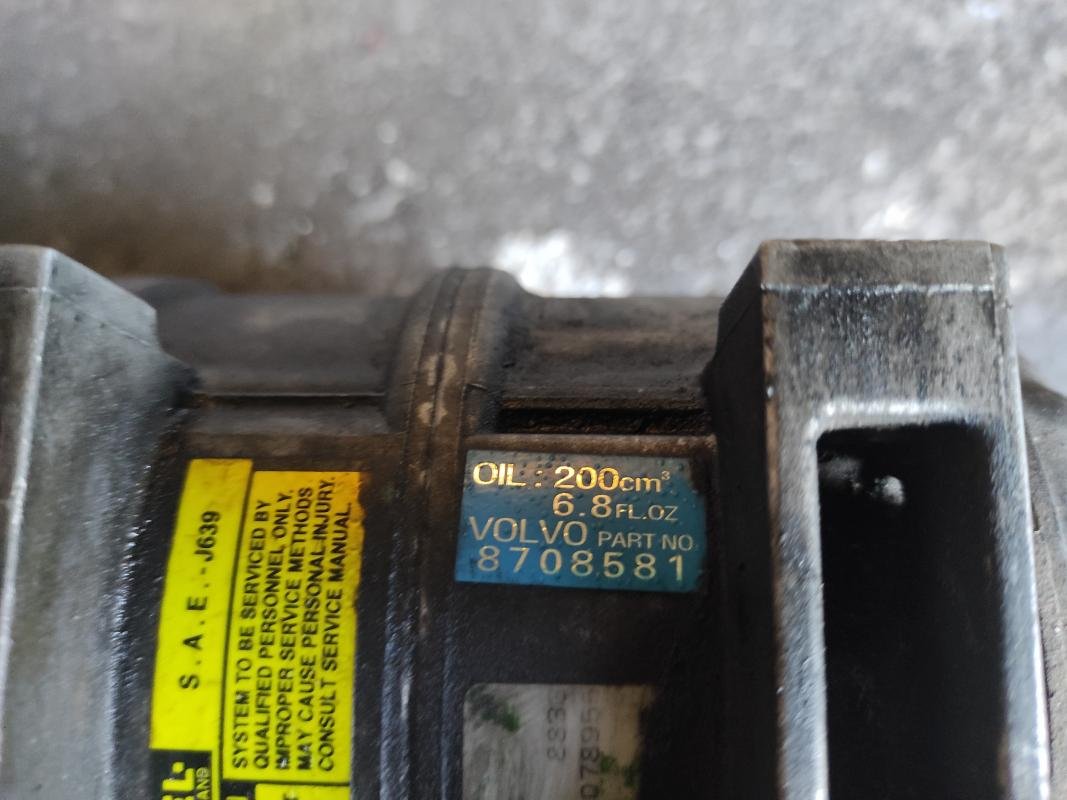 S.A.E.-J639
SYSTEM TO BE SERVICED BY
QUALIFIED PERSONNEL ONLY.
IMPROPER SERVICE METHODS
MAY CAUSE PERSONAL INJURY.
CONSULT SERVICE MANUAL.
OIL: 200cm³
6.8FL.OZ
VOLVO PART NO.
8708581